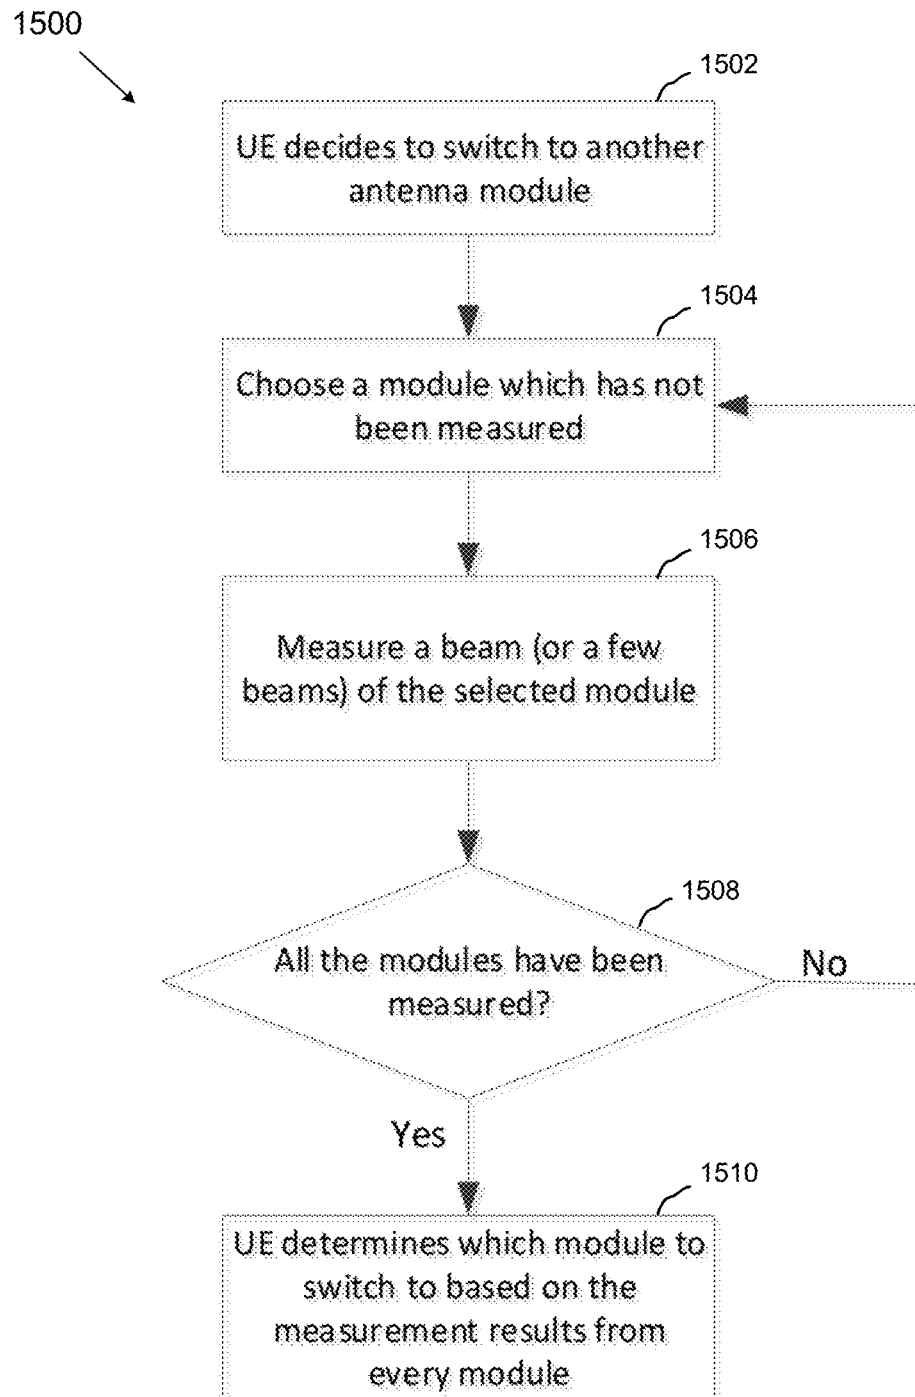 1500
1502
UE decides to switch to another
antenna module
1504
Choose a module which has not
been measured
1506
Measure a beam (or a few
beams) of the selected module
1508
All the modules have been
measured?
No
Yes
1510
UE determines which module to
switch to based on the
measurement results from
every module